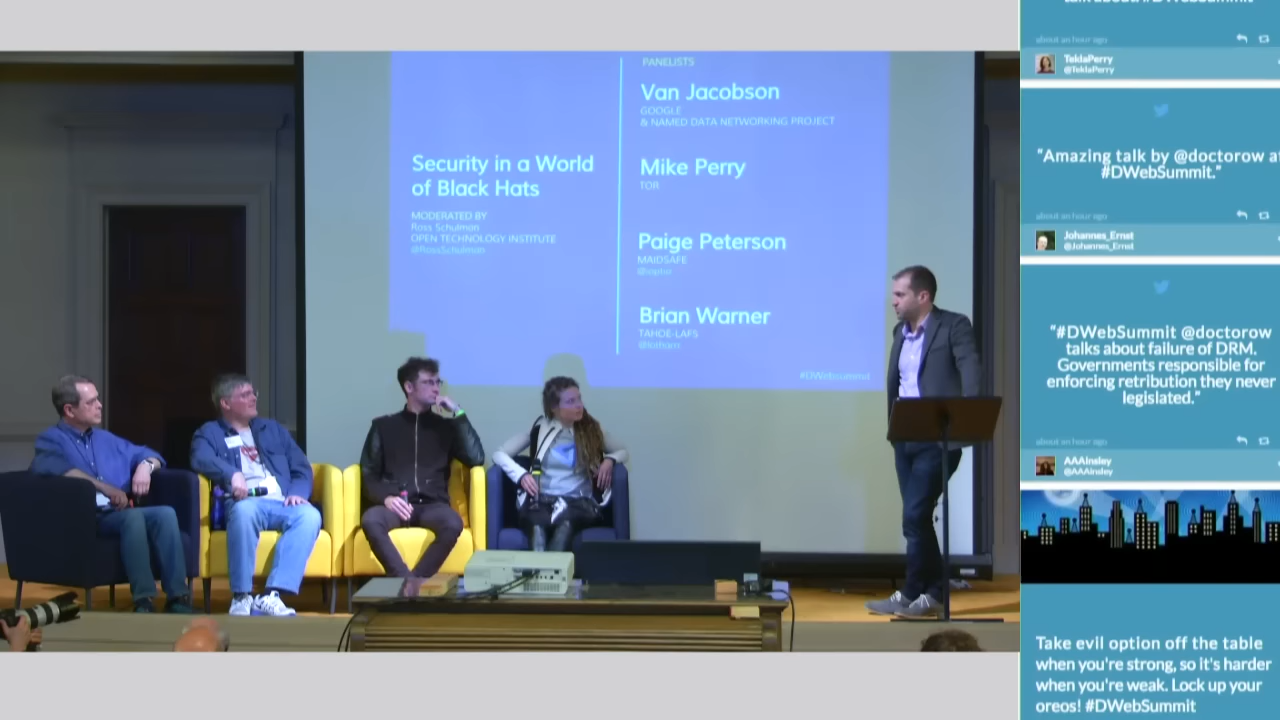 Security in a World
of Black Hats
MODERATED BY
Ross Schulman
OPEN TECHNOLOGY INSTITUTE
@RossSchulman
PANELISTS
Van Jacobson
GOOGLE
& NAMED DATA NETWORKING PROJECT
Mike Perry
TOR
Paige Peterson
MAIDSAFE
Brian Warner
TAHOE-LAFS
#DWebSummit
about an hour ago
TeklaPerry
@TeklaPerry
"Amazing talk by @doctorow at
#DWebSummit."
about an hour ago
Johannes_Ernst
@Johannes_Ernst
"#DWebSummit @doctorow
talks about failure of DRM.
Governments responsible for
enforcing retribution they never
legislated."
about an hour ago
AAAinsley
@AAAinsley
Take evil option off the table
when you're strong, so it's harder
when you're weak. Lock up your
oreos! #DWebSummit